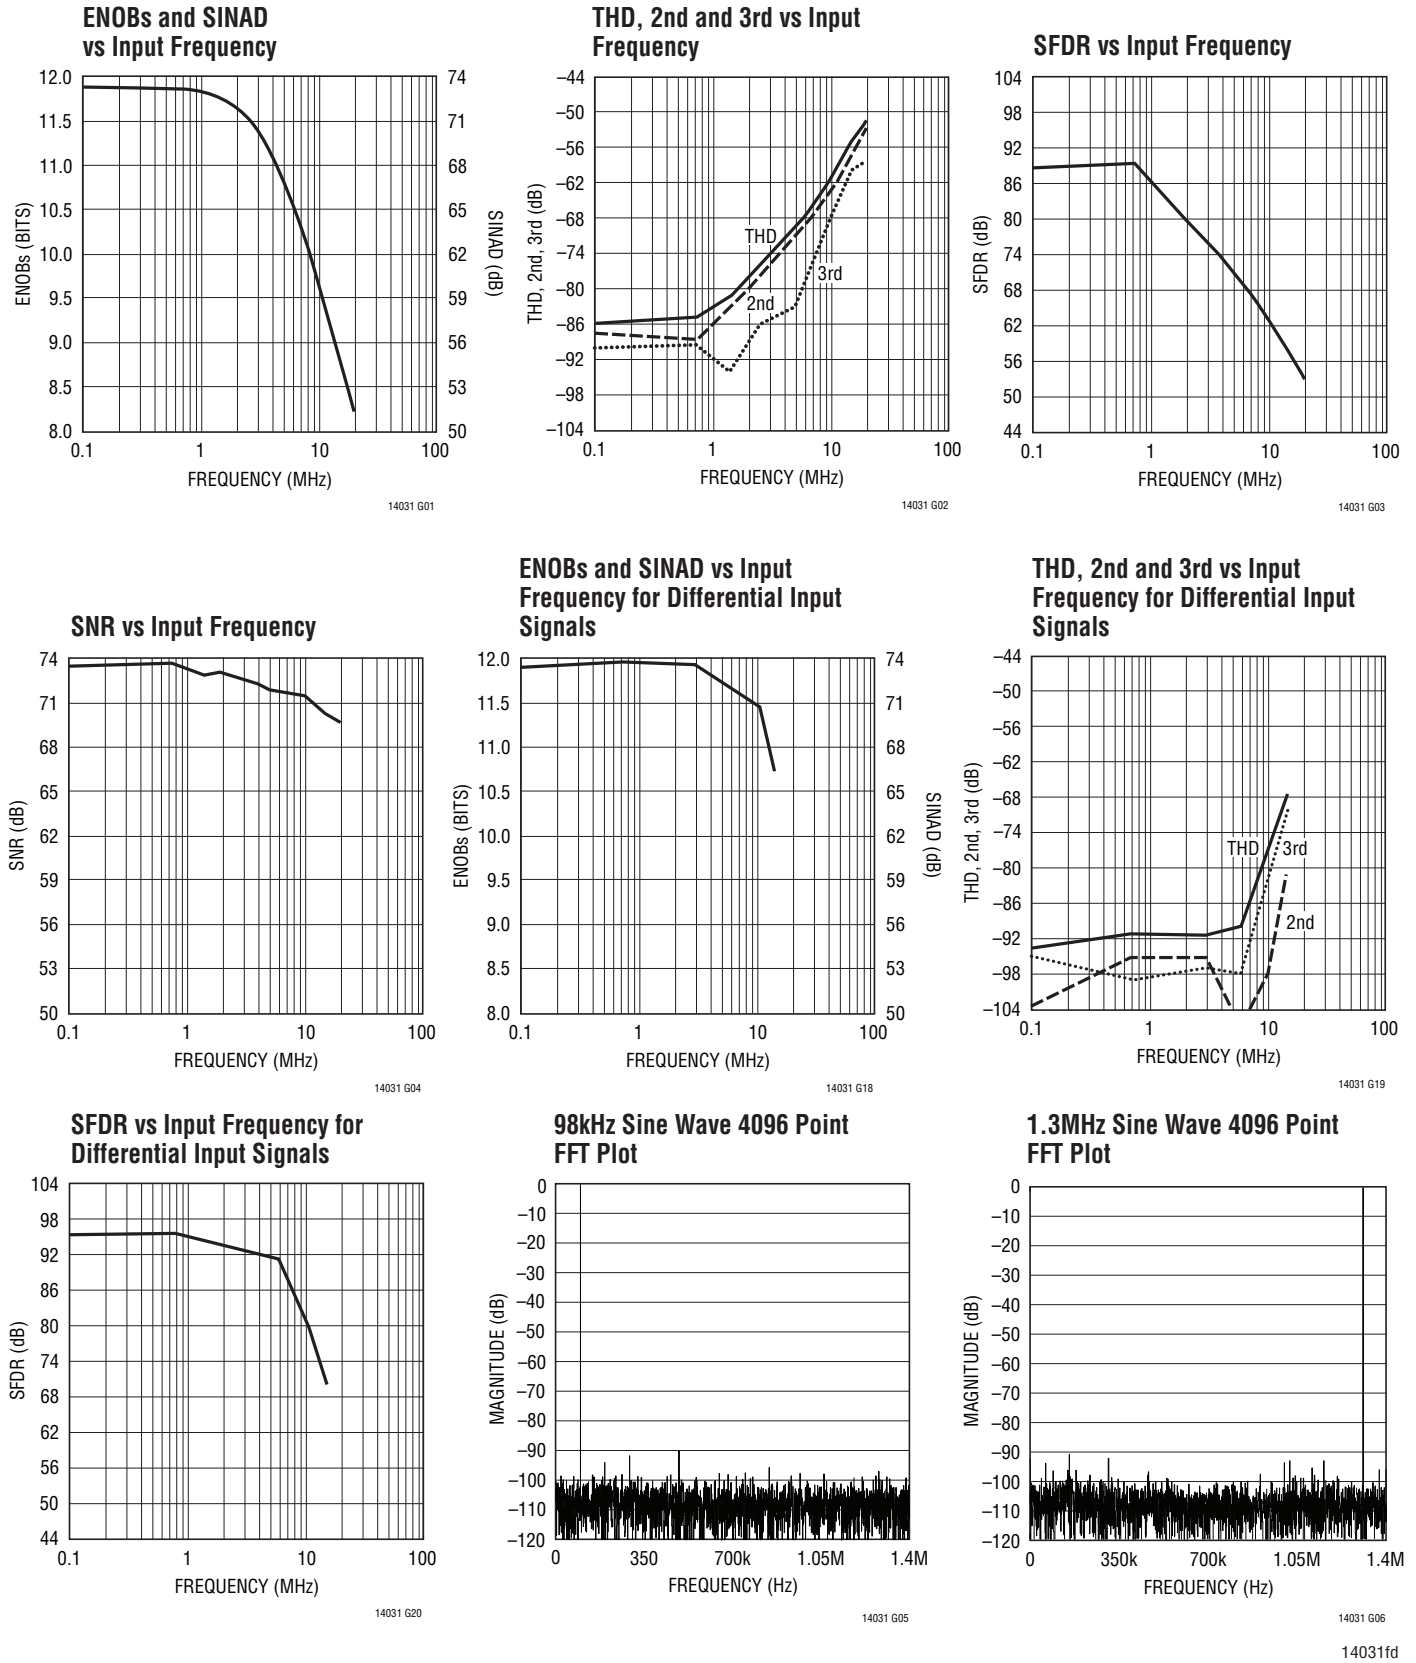 ENOBs and SINAD
vs Input Frequency
12.0
11.5
11.0
10.5
10.0
9.5
9.0
8.5
8.0
ENOBs (BITS)
74
71
68
65
62
59
56
53
50
SINAD (dB)
0.1
1
10
100
FREQUENCY (MHz)
14031 G01
THD, 2nd and 3rd vs Input
Frequency
–44
–50
–56
–62
–68
–74
–80
–86
–92
–98
–104
THD, 2nd, 3rd (dB)
THD
3rd
2nd
0.1
1
10
100
FREQUENCY (MHz)
14031 G02
SFDR vs Input Frequency
104
98
92
86
80
74
68
62
56
50
44
SFDR (dB)
0.1
1
10
100
FREQUENCY (MHz)
14031 G03
SNR vs Input Frequency
74
71
68
65
62
59
56
53
50
SNR (dB)
0.1
1
10
100
FREQUENCY (MHz)
14031 G04
ENOBs and SINAD vs Input
Frequency for Differential Input
Signals
12.0
11.5
11.0
10.5
10.0
9.5
9.0
8.5
8.0
ENOBs (BITS)
74
71
68
65
62
59
56
53
50
SINAD (dB)
0.1
1
10
100
FREQUENCY (MHz)
14031 G18
THD, 2nd and 3rd vs Input
Frequency for Differential Input
Signals
–44
–50
–56
–62
–68
–74
–80
–86
–92
–98
–104
THD, 2nd, 3rd (dB)
THD
3rd
2nd
0.1
1
10
100
FREQUENCY (MHz)
14031 G19
SFDR vs Input Frequency for
Differential Input Signals
104
98
92
86
80
74
68
62
56
50
44
SFDR (dB)
0.1
1
10
100
FREQUENCY (MHz)
14031 G20
98kHz Sine Wave 4096 Point
FFT Plot
0
–10
–20
–30
–40
–50
–60
–70
–80
–90
–100
–110
–120
MAGNITUDE (dB)
0
350
700k
1.05M
1.4M
FREQUENCY (Hz)
14031 G05
1.3MHz Sine Wave 4096 Point
FFT Plot
0
–10
–20
–30
–40
–50
–60
–70
–80
–90
–100
–110
–120
MAGNITUDE (dB)
0
350k
700k
1.05M
1.4M
FREQUENCY (Hz)
14031 G06
14031fd